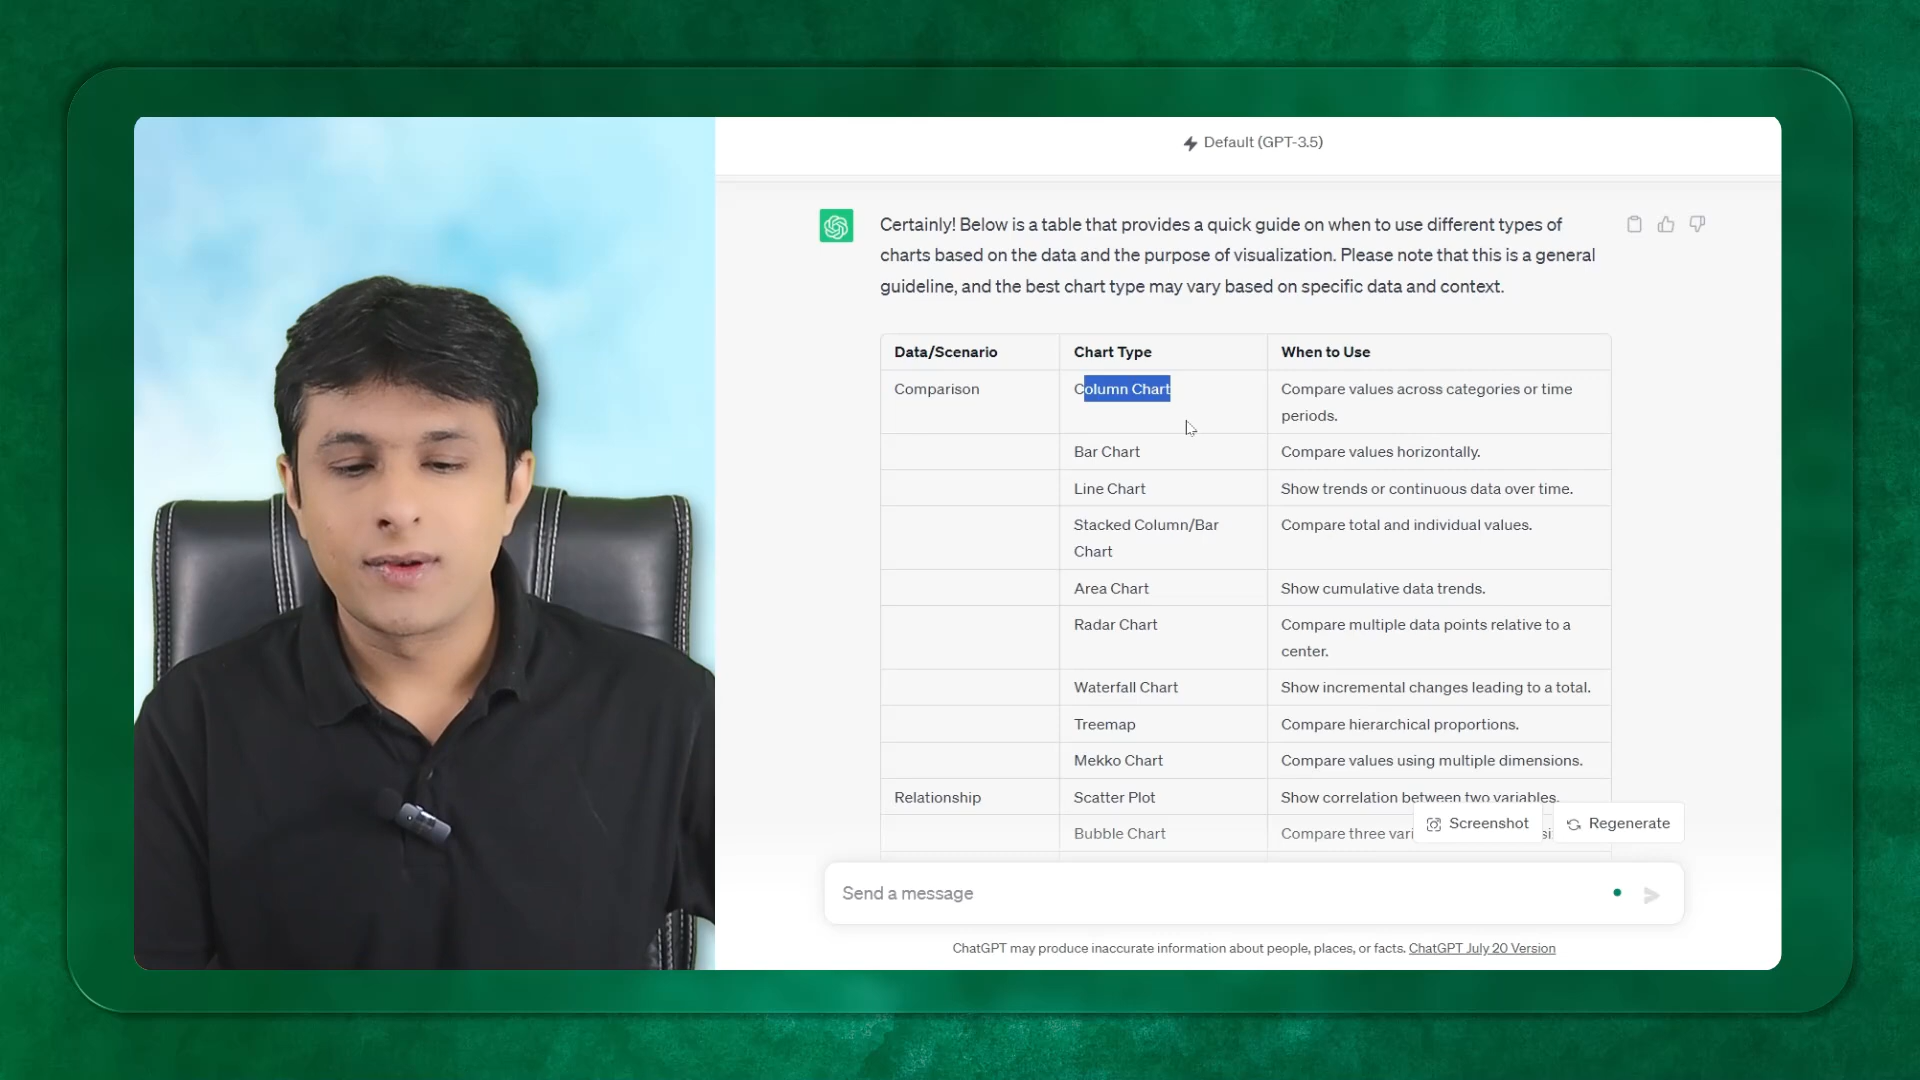 Default (GPT-3.5)
Certainly! Below is a table that provides a quick guide on when to use different types of
charts based on the data and the purpose of visualization. Please note that this is a general
guideline, and the best chart type may vary based on specific data and context.
Data/Scenario Chart Type When to Use
Comparison Column Chart Compare values across categories or time
periods.
Bar Chart Compare values horizontally.
Line Chart Show trends or continuous data over time.
Stacked Column/Bar Compare total and individual values.
Chart
Area Chart Show cumulative data trends.
Radar Chart Compare multiple data points relative to a
center.
Waterfall Chart Show incremental changes leading to a total.
Treemap Compare hierarchical proportions.
Mekko Chart Compare values using multiple dimensions.
Relationship Scatter Plot Show correlation between two variables.
Screenshot Regenerate
Bubble Chart Compare three
Send a message
ChatGPT may produce inaccurate information about people, places, or facts. ChatGPT July 20 Version